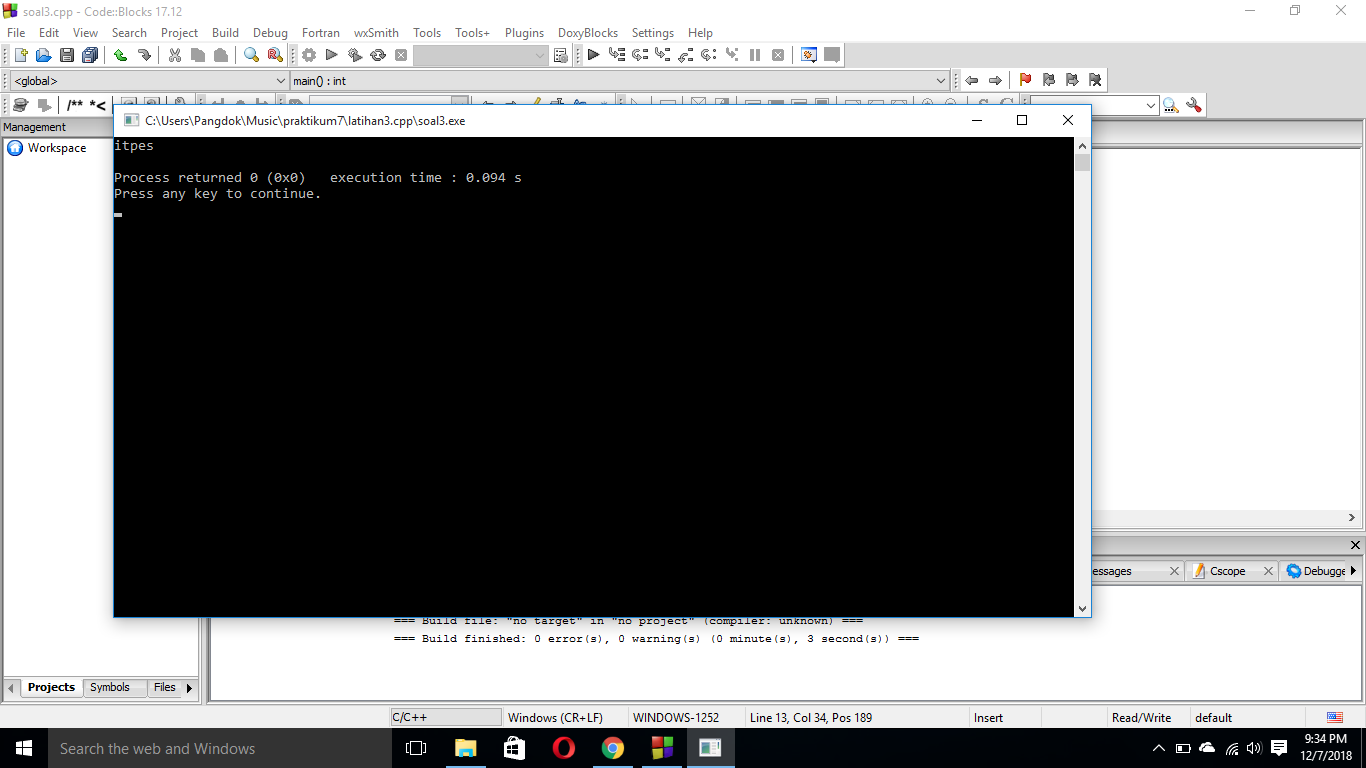 soal3.cpp - Code::Blocks 17.12
File Edit View Search Project Build Debug Fortran wxSmith Tools Tools+ Plugins DoxyBlocks Settings Help
<global> main() : int
/** *<
Management
C:\Users\Pangdok\Music\praktikum7\latihan3.cpp\soal3.exe
Workspace
itpes
Process returned 0 (0x0)   execution time : 0.094 s
Press any key to continue.
essages Cscope Debugge
=== Build file: "no target" in "no project" (compiler: unknown) ===
=== Build finished: 0 error(s), 0 warning(s) (0 minute(s), 3 second(s)) ===
Projects Symbols Files
C/C++ Windows (CR+LF) WINDOWS-1252 Line 13, Col 34, Pos 189 Insert Read/Write default
Search the web and Windows
9:34 PM
12/7/2018